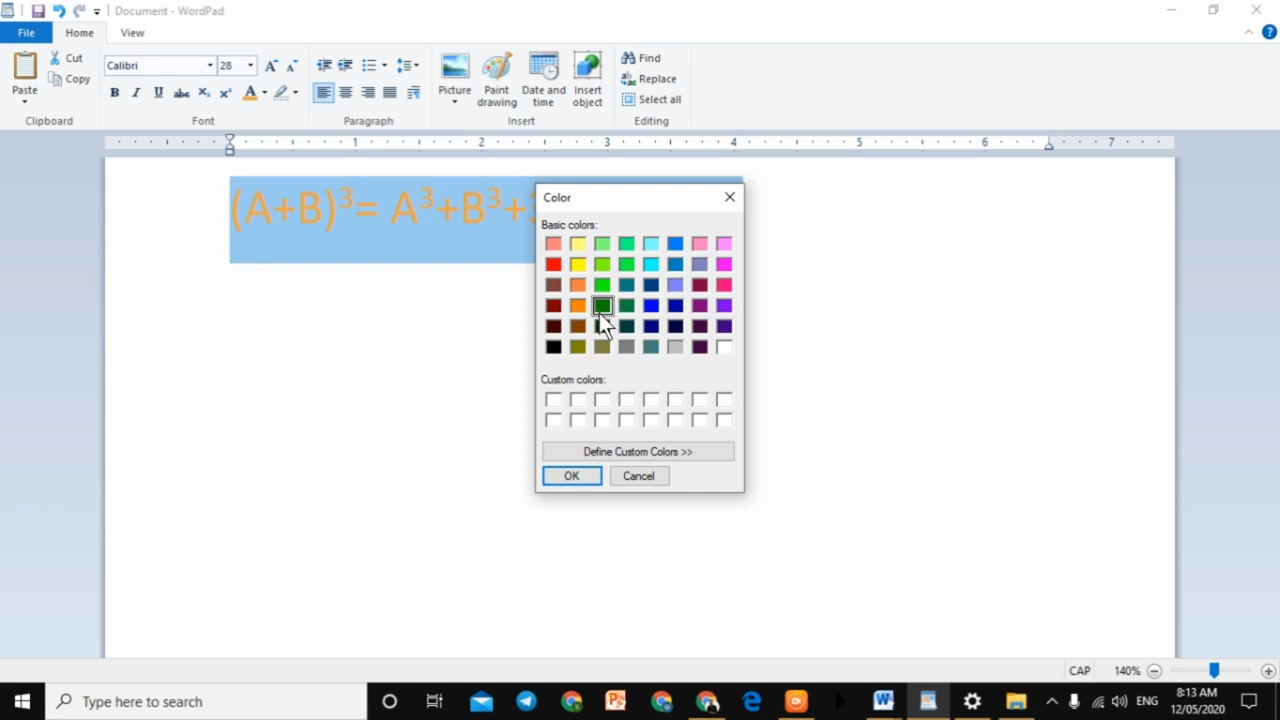 Document - WordPad
File Home View
Paste
Cut
Copy
Clipboard
Calibri 28
B I U abc X₂ X²
Font
Paragraph
Picture
Paint drawing
Date and time
Insert object
Insert
Find
Replace
Select all
Editing
1 2 3 4 5 6 7
(A+B)³= A³+B³+
Color
Basic colors:
Custom colors:
Define Custom Colors >>
OK Cancel
CAP 140%
Type here to search
ENG
8:13 AM
12/05/2020